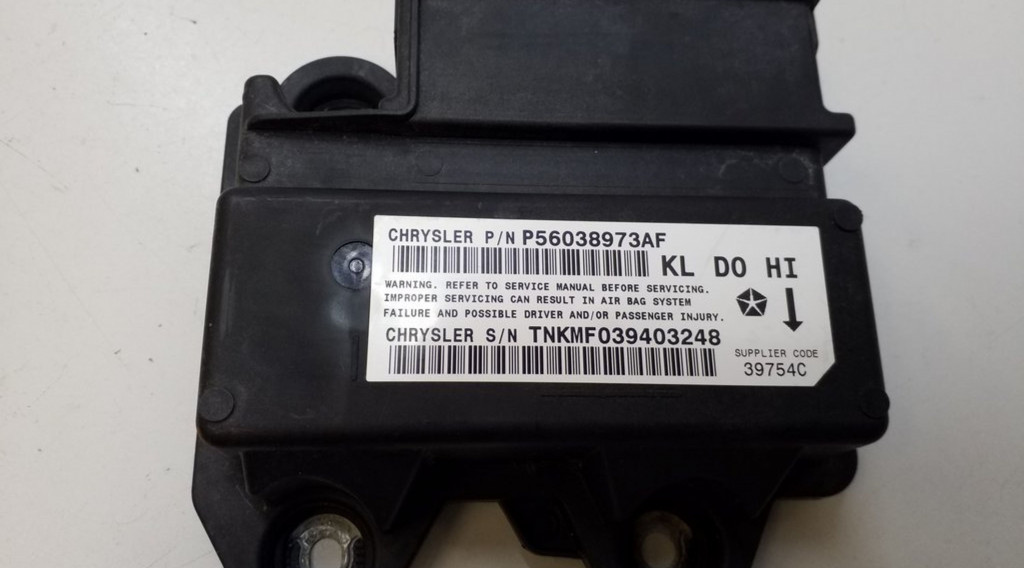 CHRYSLER P/N P56038973AF
KL DO HI
WARNING. REFER TO SERVICE MANUAL BEFORE SERVICING.
IMPROPER SERVICING CAN RESULT IN AIR BAG SYSTEM
FAILURE AND POSSIBLE DRIVER AND/OR PASSENGER INJURY.
CHRYSLER S/N TNKMF039403248
SUPPLIER CODE
39754C